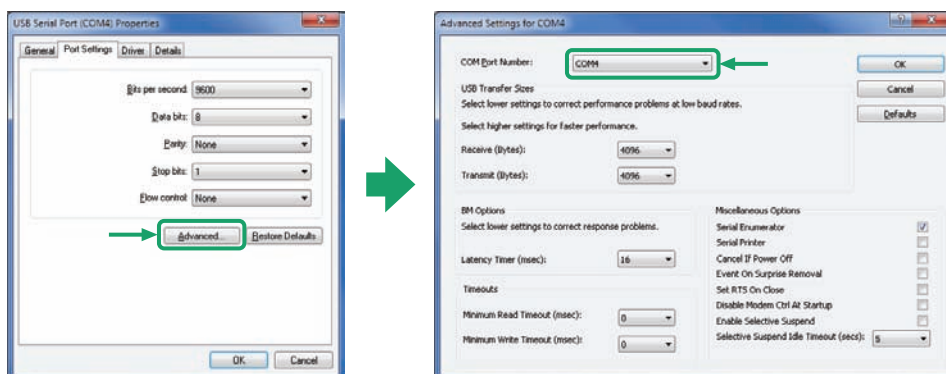 USB Serial Port (COM4) Properties
General Port Settings Driver Details
Bits per second: 9600
Data bits: 8
Parity: None
Stop bits: 1
Flow control: None
Advanced... Restore Defaults
OK Cancel
Advanced Settings for COM4
COM Port Number: COM4
OK
Cancel
Defaults
USB Transfer Sizes
Select lower settings to correct performance problems at low baud rates.
Select higher settings for faster performance.
Receive (Bytes): 4096
Transmit (Bytes): 4096
BM Options
Select lower settings to correct response problems.
Latency Timer (msec): 16
Timeouts
Minimum Read Timeout (msec): 0
Minimum Write Timeout (msec): 0
Miscellaneous Options
Serial Enumerator
Serial Printer
Cancel If Power Off
Event On Surprise Removal
Set RTS On Close
Disable Modem Ctrl At Startup
Enable Selective Suspend
Selective Suspend Idle Timeout (secs): 5